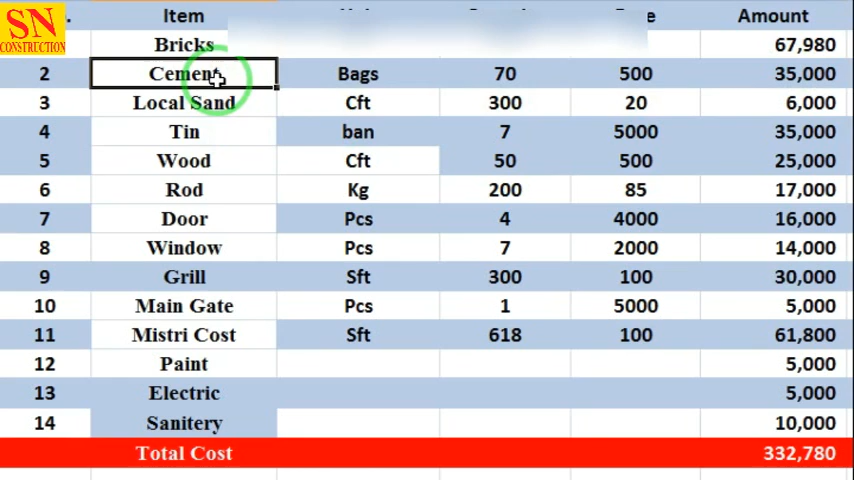 SN
CONSTRUCTION
Item Amount
Bricks 67,980
2 Cement Bags 70 500 35,000
3 Local Sand Cft 300 20 6,000
4 Tin ban 7 5000 35,000
5 Wood Cft 50 500 25,000
6 Rod Kg 200 85 17,000
7 Door Pcs 4 4000 16,000
8 Window Pcs 7 2000 14,000
9 Grill Sft 300 100 30,000
10 Main Gate Pcs 1 5000 5,000
11 Mistri Cost Sft 618 100 61,800
12 Paint 5,000
13 Electric 5,000
14 Sanitery 10,000
Total Cost 332,780